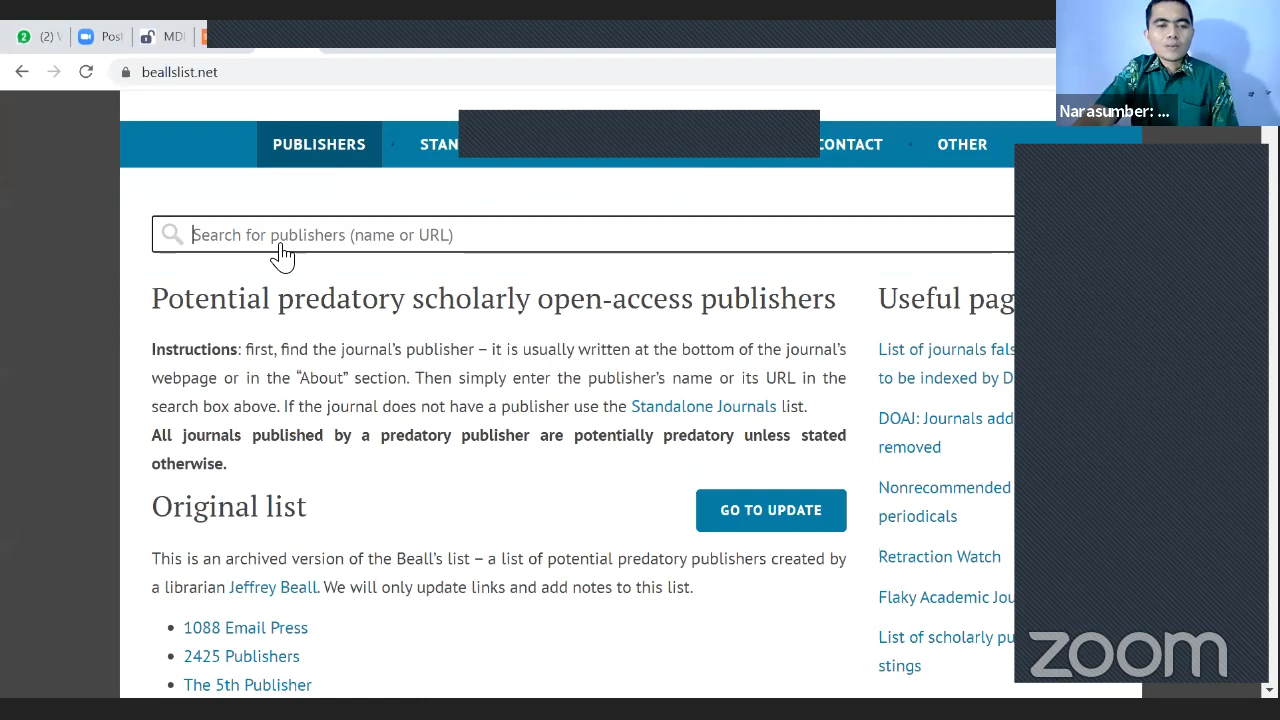 (2)
Post
MDI
beallslist.net
Narasumber: ...
PUBLISHERS
STAN
CONTACT
OTHER
Search for publishers (name or URL)
Potential predatory scholarly open-access publishers
Instructions: first, find the journal's publisher – it is usually written at the bottom of the journal's
webpage or in the “About” section. Then simply enter the publisher's name or its URL in the
search box above. If the journal does not have a publisher use the Standalone Journals list.
All journals published by a predatory publisher are potentially predatory unless stated
otherwise.
Original list
GO TO UPDATE
This is an archived version of the Beall's list – a list of potential predatory publishers created by
a librarian Jeffrey Beall. We will only update links and add notes to this list.
1088 Email Press
2425 Publishers
The 5th Publisher
Useful pag
List of journals fals
to be indexed by D
DOAJ: Journals add
removed
Nonrecommended
periodicals
Retraction Watch
Flaky Academic Jou
List of scholarly pu
stings
zoom